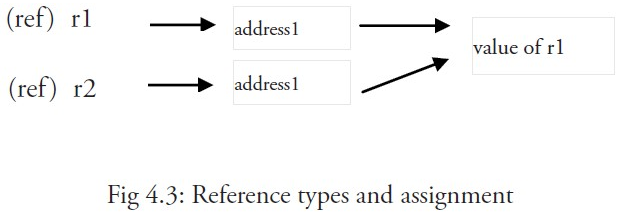 (ref) r1
address1
value of r1
(ref) r2
address1
Fig 4.3: Reference types and assignment